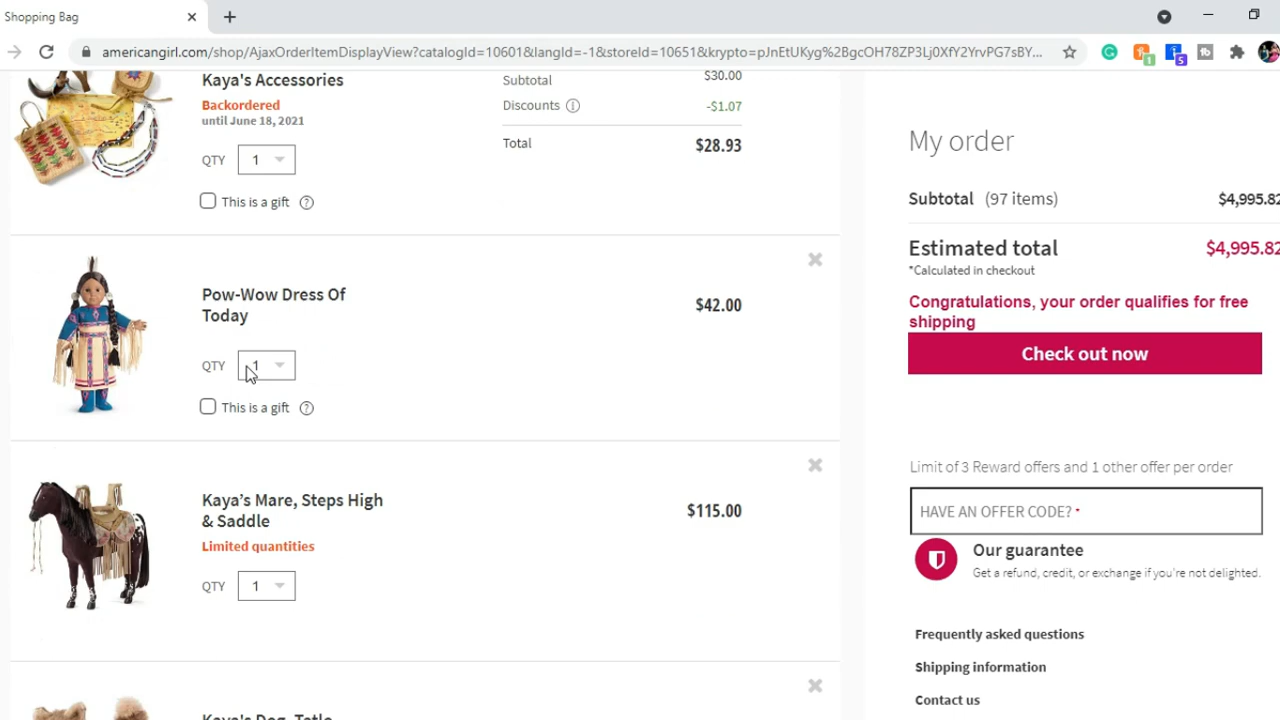 Shopping Bag
americangirl.com/shop/AjaxOrderItemDisplayView?catalogId=10601&langId=-1&storeId=10651&krypto=pJnEtUKyg%2BgcOH78ZP3Lj0XfY2YrvPG7sBY...
1
5
Kaya's Accessories
Backordered
until June 18, 2021
QTY 1
This is a gift ?
Subtotal $30.00
Discounts -$1.07
Total $28.93
Pow-Wow Dress Of
Today
$42.00
QTY 1
This is a gift ?
Kaya's Mare, Steps High
& Saddle
Limited quantities
$115.00
QTY 1
Kaya's Dog, Tatlo
My order
Subtotal (97 items) $4,995.82
Estimated total $4,995.82
*Calculated in checkout
Congratulations, your order qualifies for free
shipping
Check out now
Limit of 3 Reward offers and 1 other offer per order
HAVE AN OFFER CODE? *
Our guarantee
Get a refund, credit, or exchange if you're not delighted.
Frequently asked questions
Shipping information
Contact us